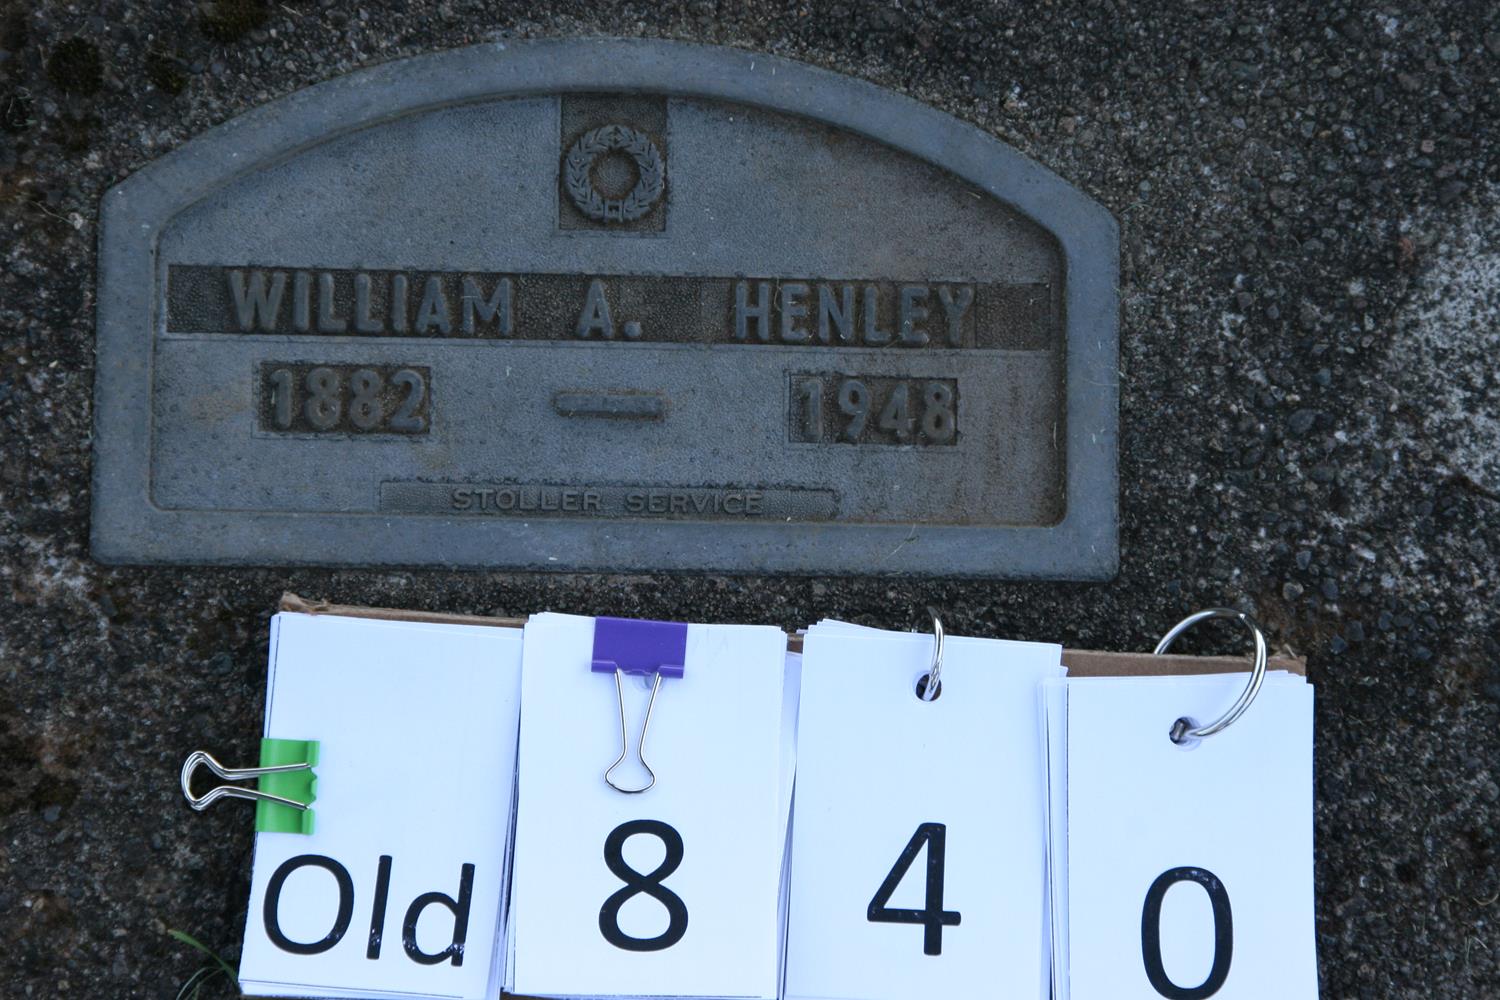 WILLIAM A. HENLEY
1882 — 1948
STOLLER SERVICE
Old 8 4 0